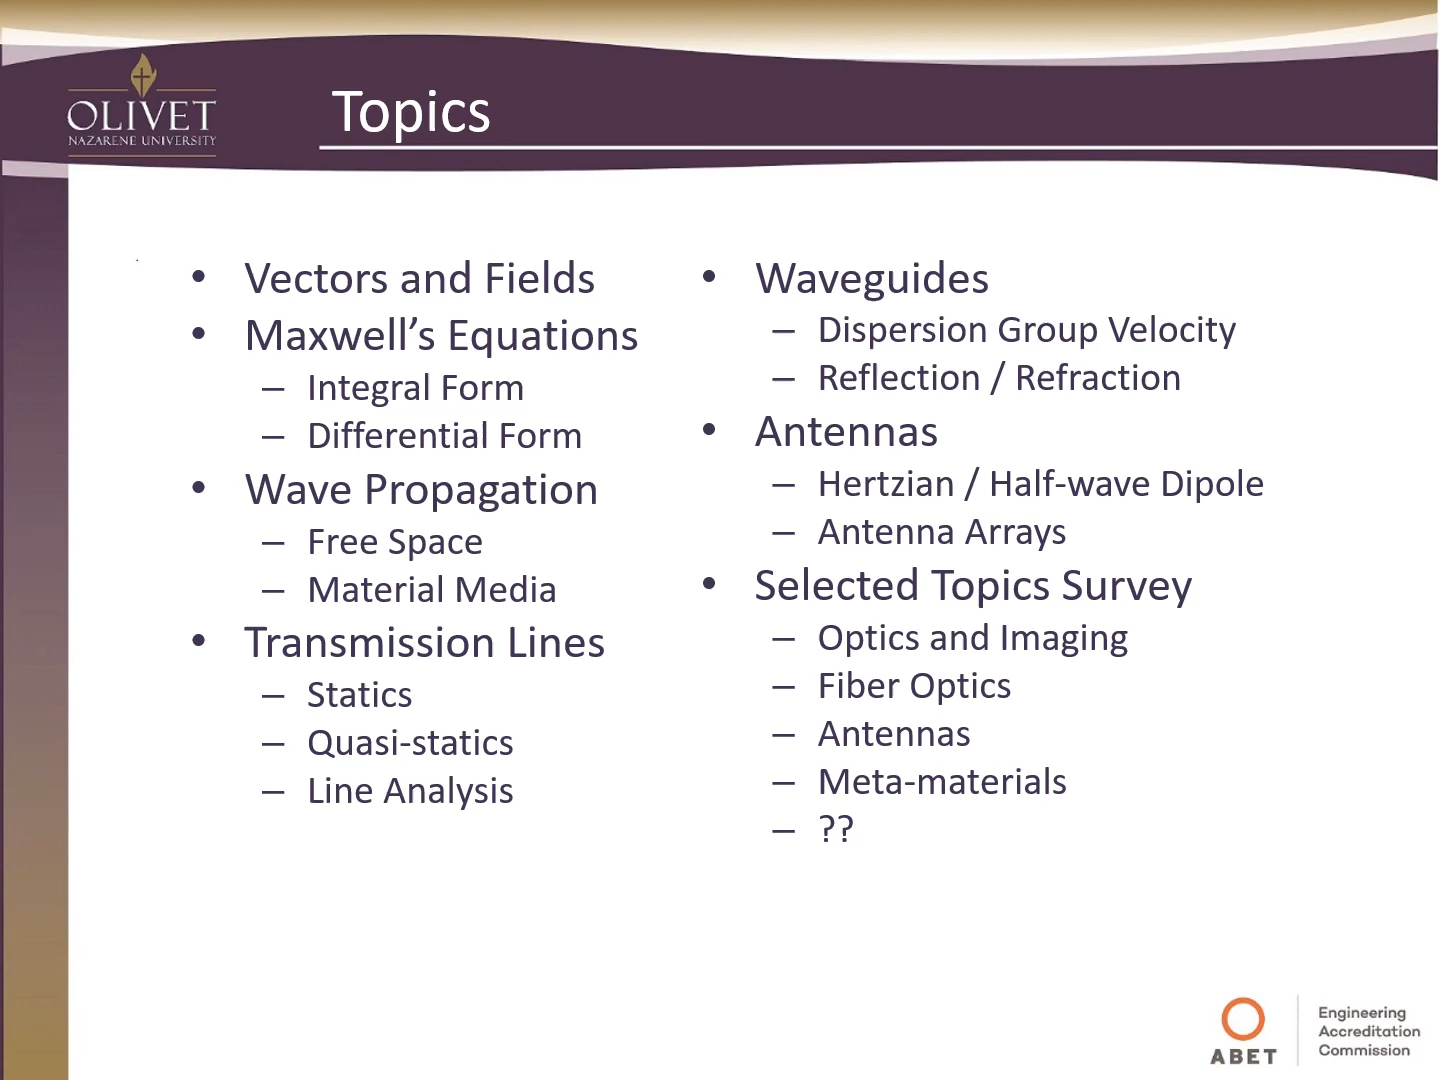 OLIVET
NAZARENE UNIVERSITY
Topics
• Vectors and Fields
• Maxwell’s Equations
– Integral Form
– Differential Form
• Wave Propagation
– Free Space
– Material Media
• Transmission Lines
– Statics
– Quasi-statics
– Line Analysis
• Waveguides
– Dispersion Group Velocity
– Reflection / Refraction
• Antennas
– Hertzian / Half-wave Dipole
– Antenna Arrays
• Selected Topics Survey
– Optics and Imaging
– Fiber Optics
– Antennas
– Meta-materials
– ??
ABET
Engineering
Accreditation
Commission